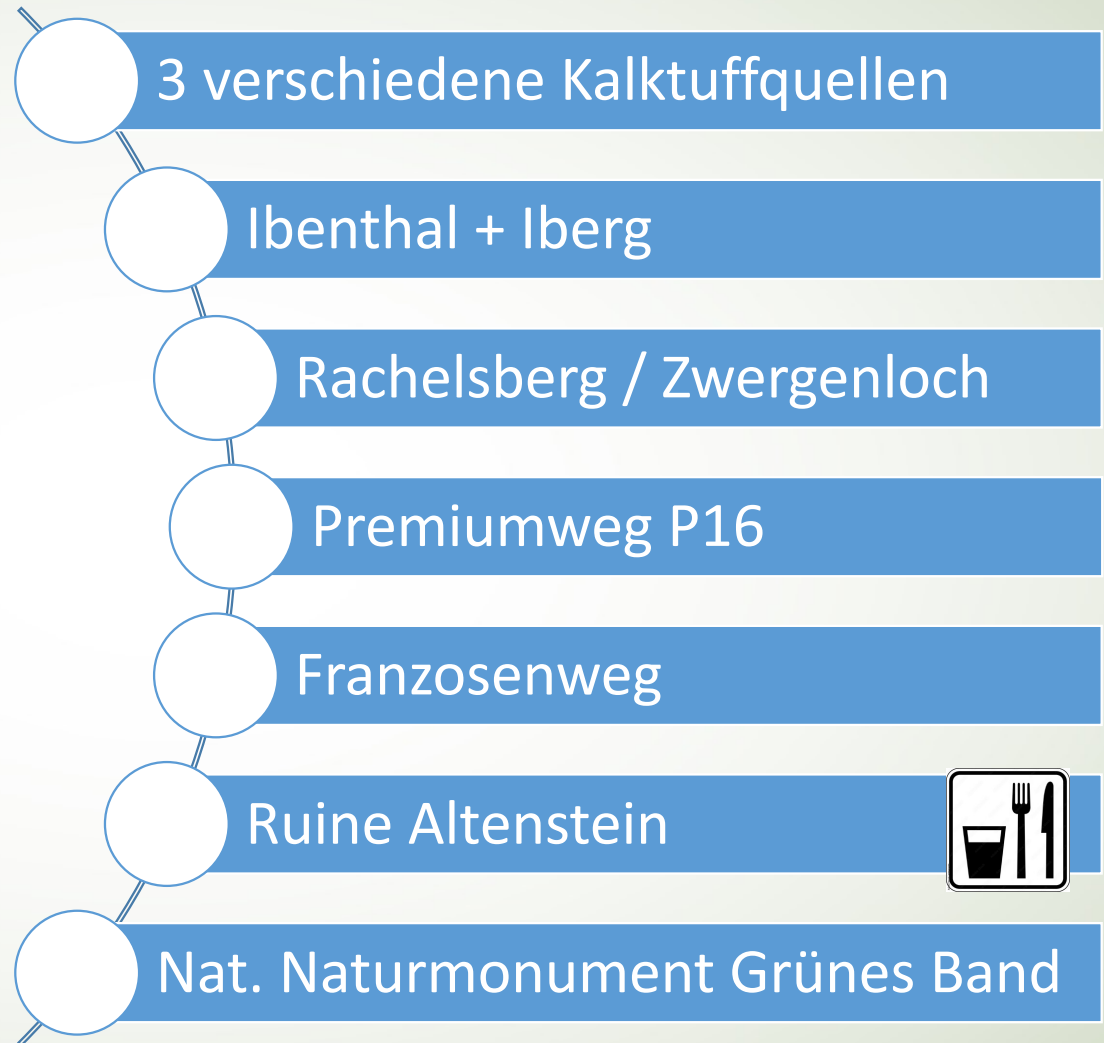 3 verschiedene Kalktuffquellen
Ibenthal + Iberg
Rachelsberg / Zwergenloch
Premiumweg P16
Franzosenweg
Ruine Altenstein
Nat. Naturmonument Grünes Band